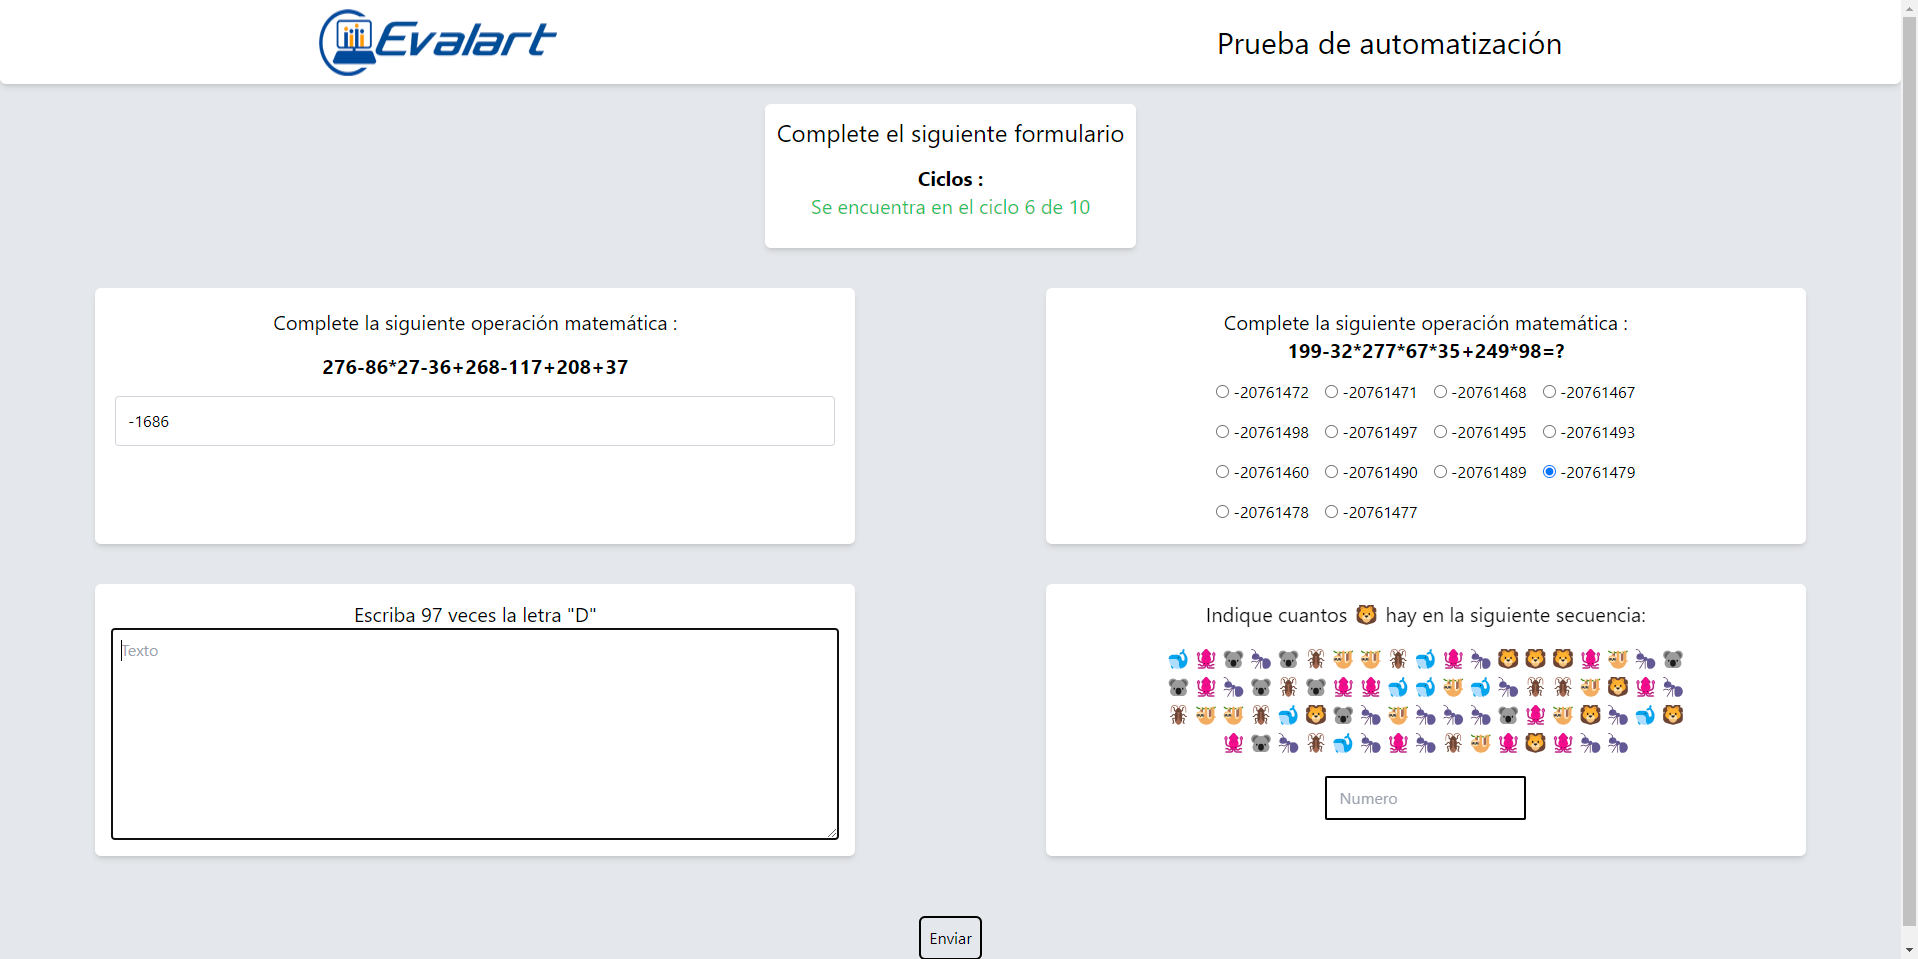 Evalart
Prueba de automatización
Complete el siguiente formulario
Ciclos :
Se encuentra en el ciclo 6 de 10
Complete la siguiente operación matemática :
276-86*27-36+268-117+208+37
-1686
Complete la siguiente operación matemática :
199-32*277*67*35+249*98=?
-20761472 -20761471 -20761468 -20761467
-20761498 -20761497 -20761495 -20761493
-20761460 -20761490 -20761489 -20761479
-20761478 -20761477
Escriba 97 veces la letra "D"
Texto
Indique cuantos 🦁 hay en la siguiente secuencia:
Numero
Enviar